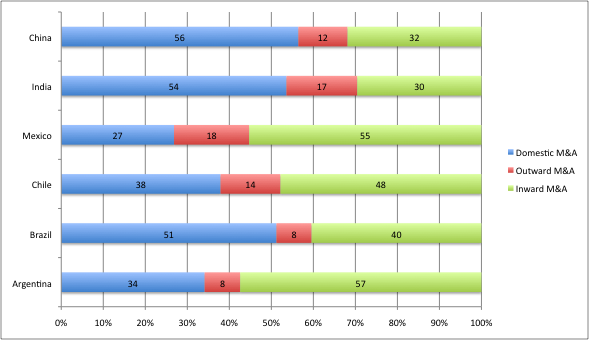 China 56 12 32
India 54 17 30
Mexico 27 18 55
Chile 38 14 48
Brazil 51 8 40
Argentina 34 8 57
0% 10% 20% 30% 40% 50% 60% 70% 80% 90% 100%
Domestic M&A
Outward M&A
Inward M&A